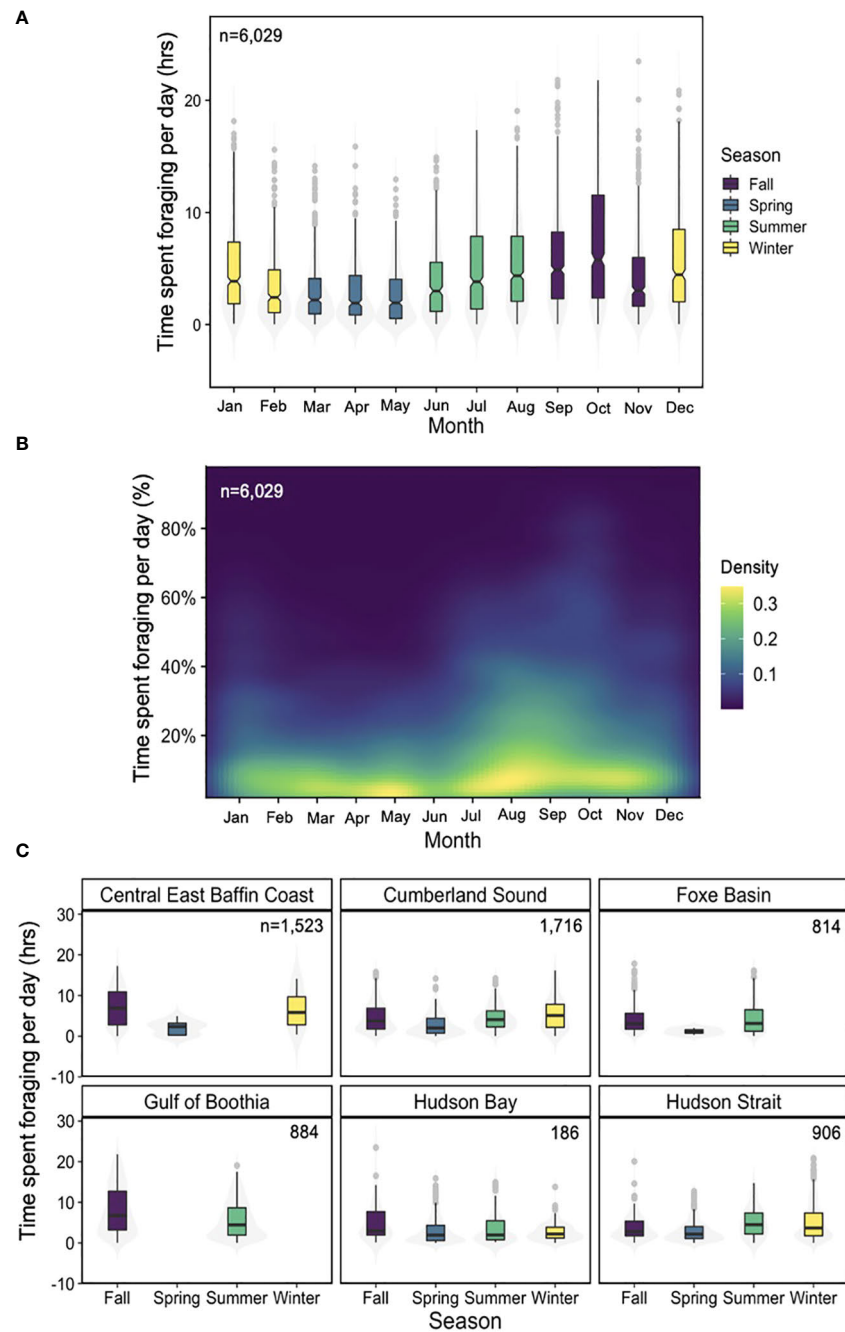 A
Time spent foraging per day (hrs)
n=6,029
20
10
0
Jan Feb Mar Apr May Jun Jul Aug Sep Oct Nov Dec
Month
Season
Fall
Spring
Summer
Winter
B
Time spent foraging per day (%)
n=6,029
80%
60%
40%
20%
Jan Feb Mar Apr May Jun Jul Aug Sep Oct Nov Dec
Month
Density
0.3
0.2
0.1
C
Time spent foraging per day (hrs)
Central East Baffin Coast Cumberland Sound Foxe Basin
30
n=1,523 1,716 814
20
10
0
-10
Gulf of Boothia Hudson Bay Hudson Strait
30
884 186 906
20
10
0
-10
Fall Spring Summer Winter Fall Spring Summer Winter Fall Spring Summer Winter
Season